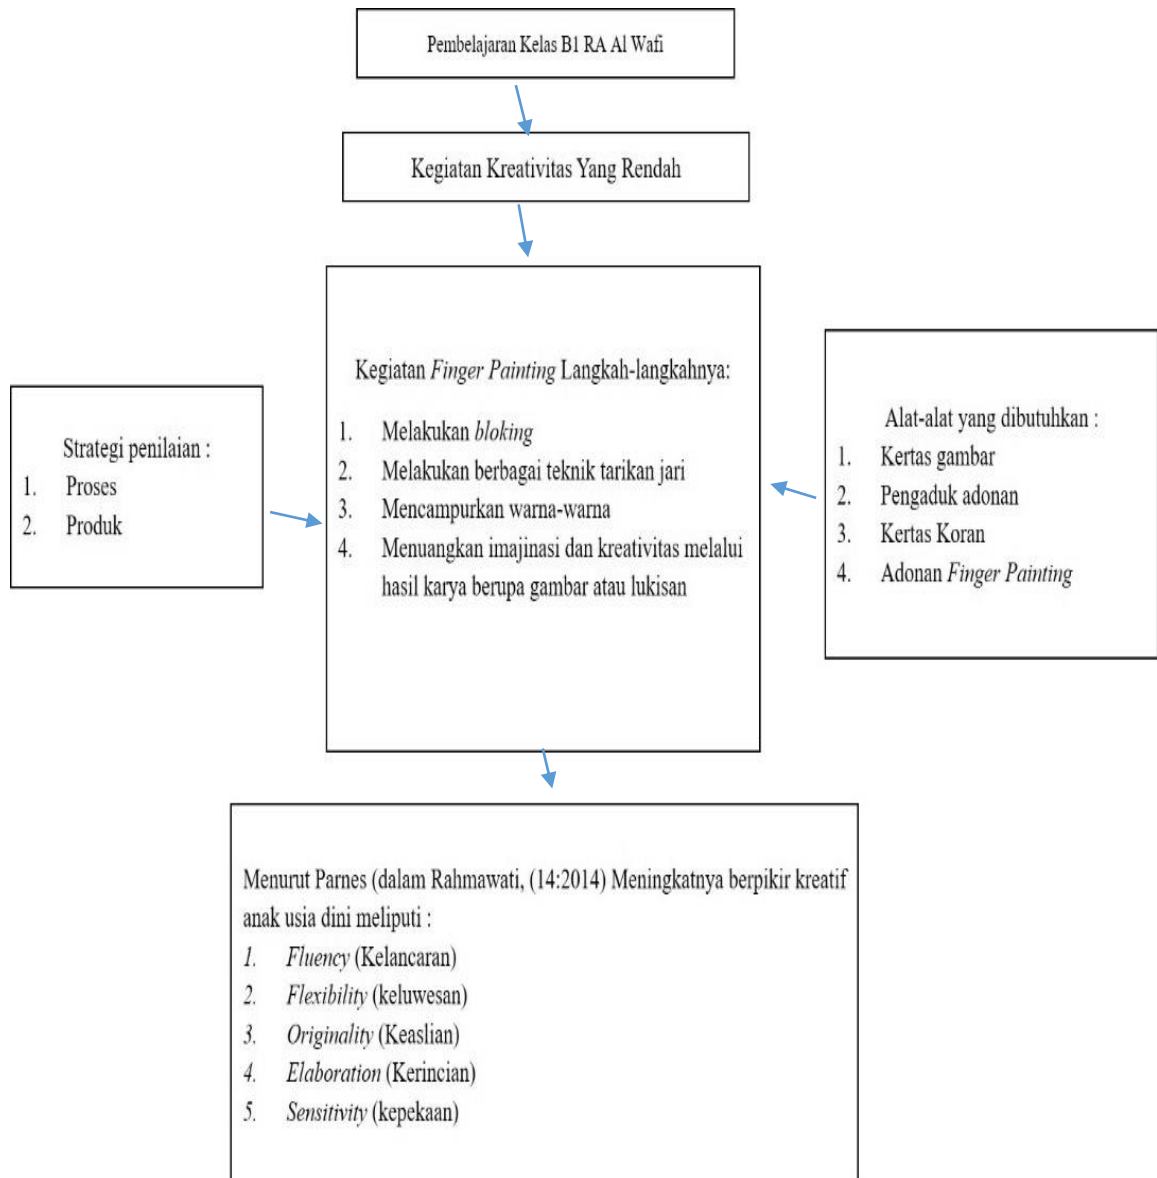 Pembelajaran Kelas B1 RA Al Wafi
Kegiatan Kreativitas Yang Rendah
Kegiatan Finger Painting Langkah-langkahnya:
1. Melakukan bloking
2. Melakukan berbagai teknik tarikan jari
3. Mencampurkan warna-warna
4. Menuangkan imajinasi dan kreativitas melalui
hasil karya berupa gambar atau lukisan
Strategi penilaian :
1. Proses
2. Produk
Alat-alat yang dibutuhkan :
1. Kertas gambar
2. Pengaduk adonan
3. Kertas Koran
4. Adonan Finger Painting
Menurut Parnes (dalam Rahmawati, (14:2014) Meningkatnya berpikir kreatif
anak usia dini meliputi :
1. Fluency (Kelancaran)
2. Flexibility (keluwesan)
3. Originality (Keaslian)
4. Elaboration (Kerincian)
5. Sensitivity (kepekaan)